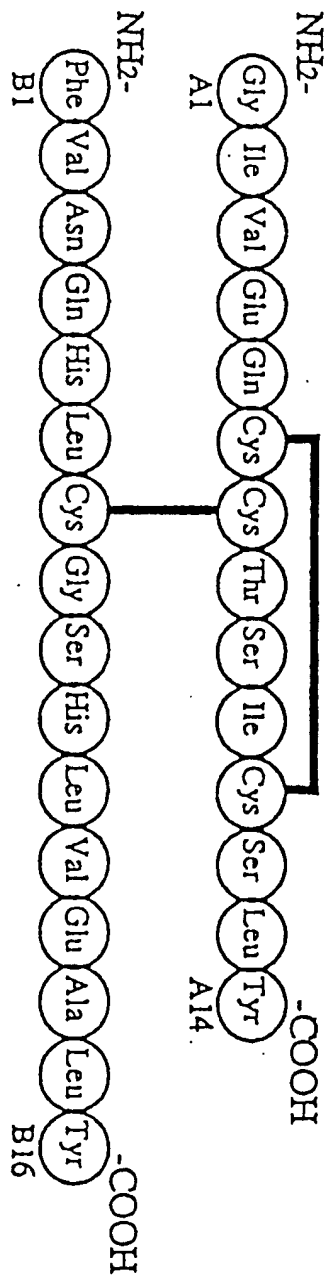 NH2-
Gly Ile Val Glu Gln Cys Cys Thr Ser Ile Cys Ser Leu Tyr
-COOH
A1 A14
NH2-
Phe Val Asn Gln His Leu Cys Gly Ser His Leu Val Glu Ala Leu Tyr
-COOH
B1 B16